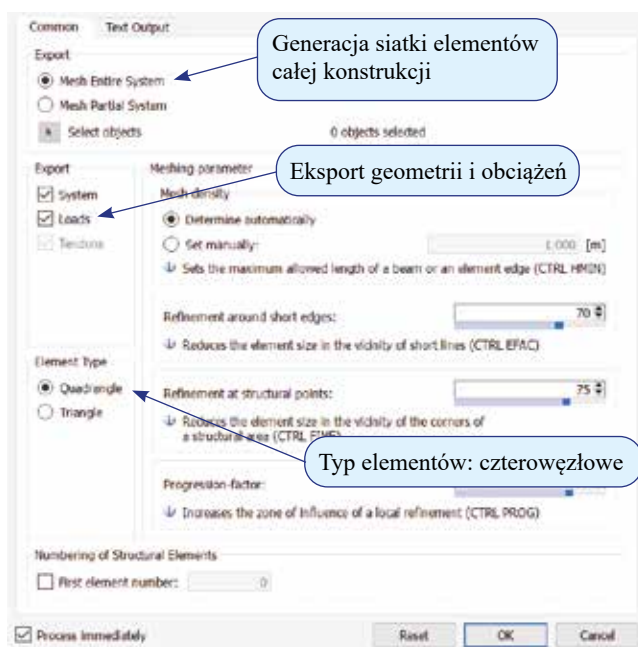 Common Text Output
Generacja siatki elementów
całej konstrukcji
Export
Mesh Entire System
Mesh Partial System
Select objects 0 objects selected
Export Meshing parameter
Eksport geometrii i obciążeń
System Mesh density
Loads Determine automatically
Tendons Set manually: 1.000 [m]
Sets the maximum allowed length of a beam or an element edge (CTRL HMIN)
Refinement around short edges: 70
Reduces the element size in the vicinity of short lines (CTRL EFAC)
Element Type
Quadrangle Refinement at structural points: 75
Triangle Reduces the element size in the vicinity of the corners of
a structural area (CTRL
Typ elementów: czterowęzłowe
Progression-factor:
Increases the zone of influence of a local refinement (CTRL PROG)
Numbering of Structural Elements
First element number: 0
Process immediately Reset OK Cancel